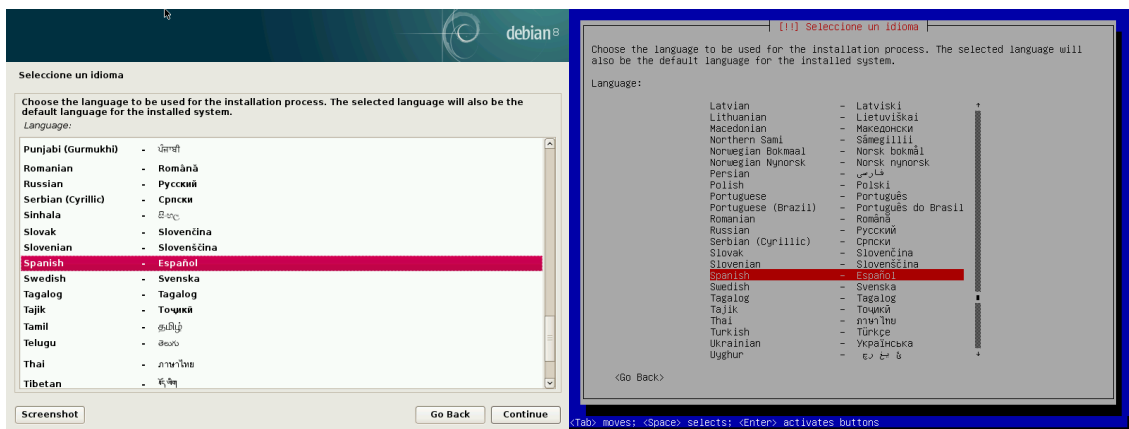 debian 8
Seleccione un idioma
Choose the language to be used for the installation process. The selected language will also be the
default language for the installed system.
Language:
Punjabi (Gurmukhi) - ਪੰਜਾਬੀ
Romanian - Română
Russian - Русский
Serbian (Cyrillic) - Српски
Sinhala - සිංහල
Slovak - Slovenčina
Slovenian - Slovenščina
Spanish - Español
Swedish - Svenska
Tagalog - Tagalog
Tajik - Тоҷикӣ
Tamil - தமிழ்
Telugu - తెలుగు
Thai - ภาษาไทย
Tibetan - བོད་ཡིག
Screenshot
Go Back
Continue
[!!] Seleccione un idioma
Choose the language to be used for the installation process. The selected language will
also be the default language for the installed system.
Language:
Latvian - Latviski
Lithuanian - Lietuviškai
Macedonian - Македонски
Northern Sami - Sámegillii
Norwegian Bokmaal - Norsk bokmål
Norwegian Nynorsk - Norsk nynorsk
Persian - فارسی
Polish - Polski
Portuguese - Português
Portuguese (Brazil) - Português do Brasil
Romanian - Română
Russian - Русский
Serbian (Cyrillic) - Српски
Slovak - Slovenčina
Slovenian - Slovenščina
Spanish - Español
Swedish - Svenska
Tagalog - Tagalog
Tajik - Тоҷикӣ
Thai - ภาษาไทย
Turkish - Türkçe
Ukrainian - Українська
Uyghur -
<Go Back>
<Tab> moves; <Space> selects; <Enter> activates buttons